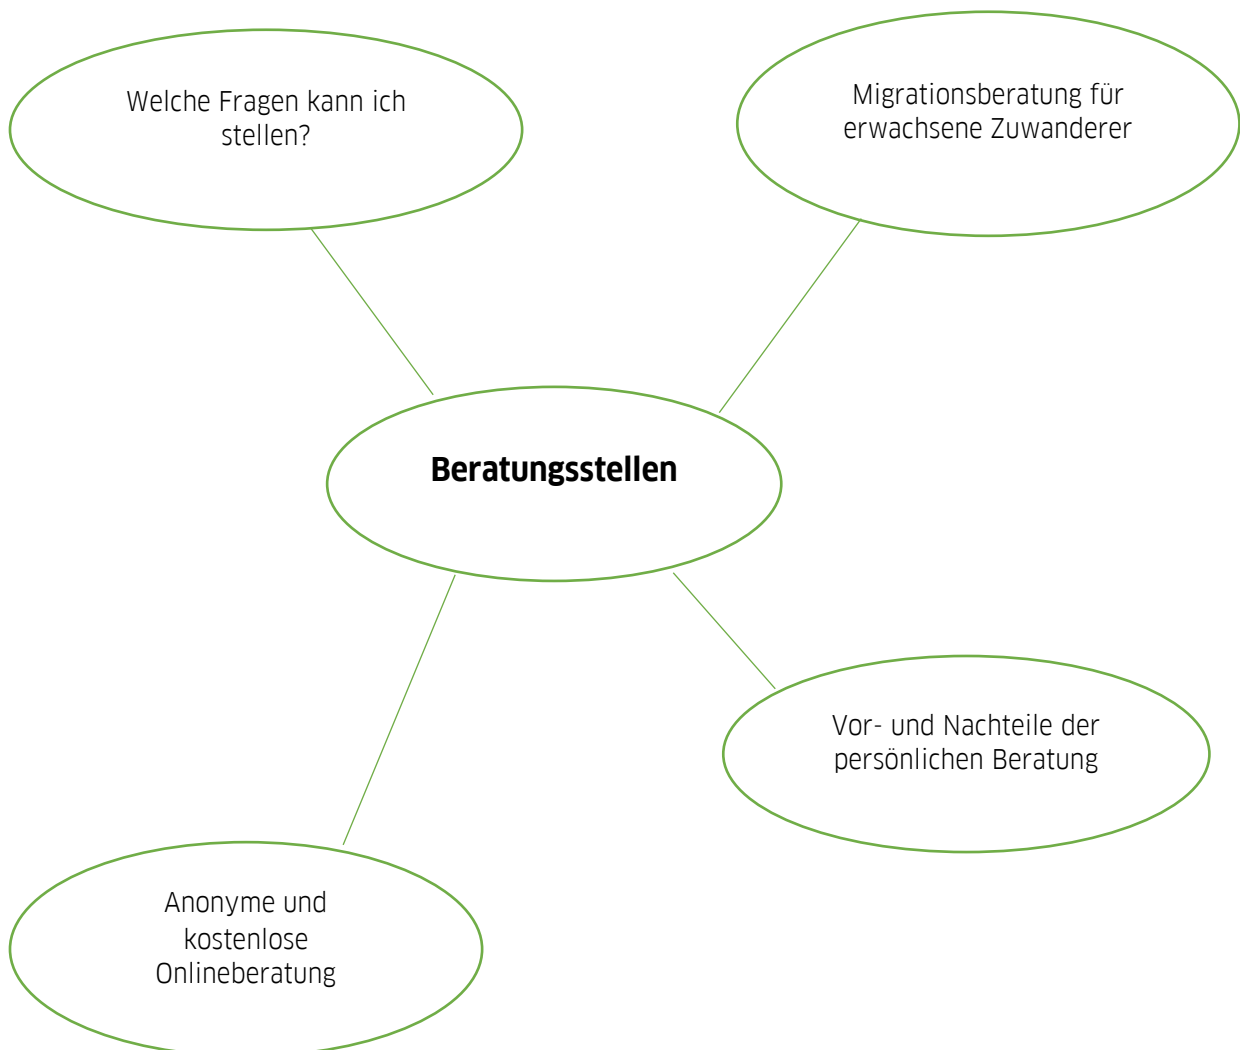 Welche Fragen kann ich
stellen?
Migrationsberatung für
erwachsene Zuwanderer
Beratungsstellen
Vor- und Nachteile der
persönlichen Beratung
Anonyme und
kostenlose
Onlineberatung